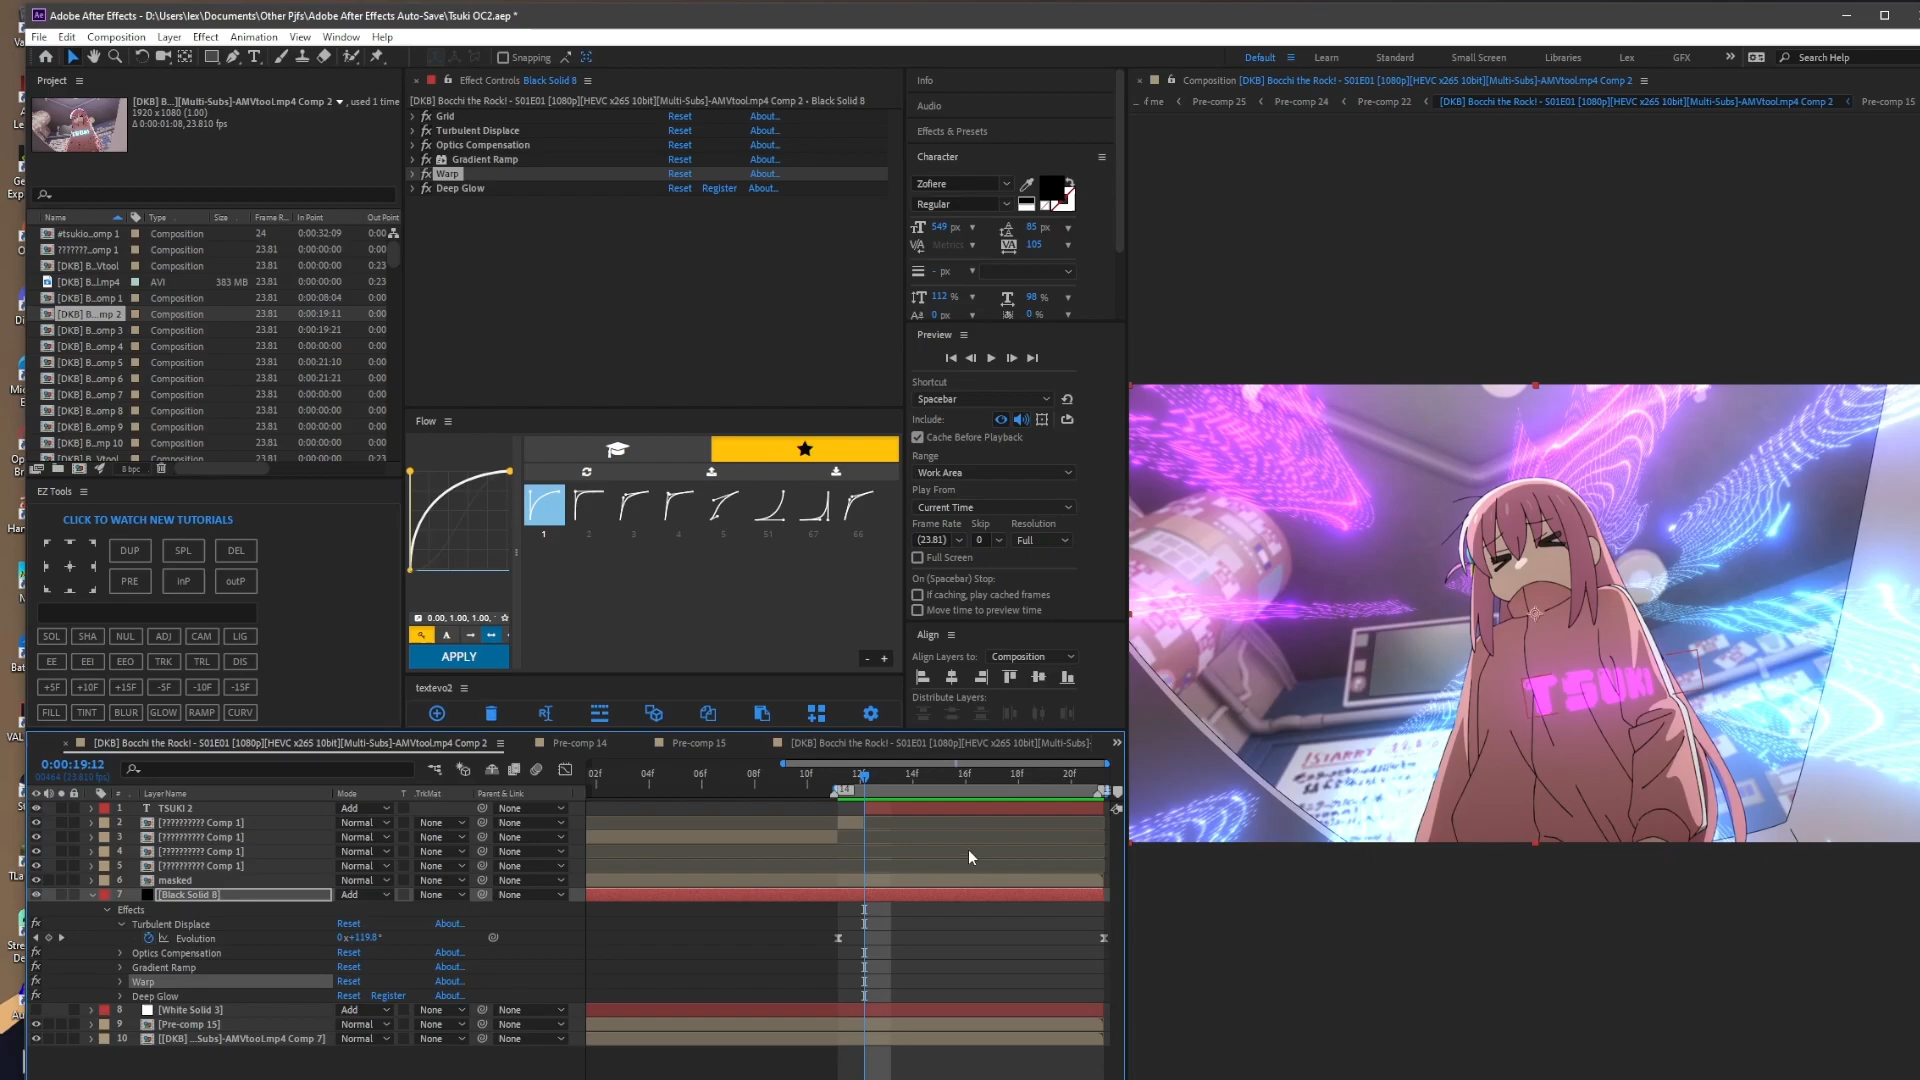 Adobe After Effects - D:\Users\lex\Documents\Other Pjfs\Adobe After Effects Auto-Save\Tsuki OC2.aep *
File Edit Composition Layer Effect Animation View Window Help
Snapping
Default Learn Standard Small Screen Libraries Lex GFX Search Help
Project
[DKB] B...][Multi-Subs]-AMVtool.mp4 Comp 2 , used 1 time
1920 x 1080 (1.00)
Δ 0:00:01:08, 23.810 fps
Name Type Size Frame R... In Point Out Point
#tsukio...omp 1 Composition 24 0:00:32:09 0:00
???????...omp 1 Composition 23.81 0:00:00:00 0:00
[DKB] B...Vtool Composition 23.81 0:00:00:00 0:23
[DKB] B...l.mp4 AVI 383 MB 23.81 0:00:00:00 0:23
[DKB] B...omp 1 Composition 23.81 0:00:08:04 0:00
[DKB] B...mp 2 Composition 23.81 0:00:19:11 0:00
[DKB] B...omp 3 Composition 23.81 0:00:19:21 0:00
[DKB] B...omp 4 Composition 23.81 0:00:00:00 0:00
[DKB] B...omp 5 Composition 23.81 0:00:21:10 0:00
[DKB] B...omp 6 Composition 23.81 0:00:21:21 0:00
[DKB] B...omp 7 Composition 23.81 0:00:00:00 0:00
[DKB] B...omp 8 Composition 23.81 0:00:00:00 0:00
[DKB] B...omp 9 Composition 23.81 0:00:00:00 0:00
[DKB] B...mp 10 Composition 23.81 0:00:00:00 0:00
[DKB] B...Vtool Composition 23.81 0:00:00:00 0:23
8 bpc
EZ Tools
CLICK TO WATCH NEW TUTORIALS
DUP SPL DEL
PRE inP outP
SOL SHA NUL ADJ CAM LIG
EE EEI EEO TRK TRL DIS
+5F +10F +15F -5F -10F -15F
FILL TINT BLUR GLOW RAMP CURV
Effect Controls Black Solid 8
[DKB] Bocchi the Rock! - S01E01 [1080p][HEVC x265 10bit][Multi-Subs]-AMVtool.mp4 Comp 2 • Black Solid 8
fx Grid Reset About...
fx Turbulent Displace Reset About...
fx Optics Compensation Reset About...
fx Gradient Ramp Reset About...
fx Warp Reset About...
fx Deep Glow Reset Register About...
Flow
1 2 3 4 5 51 67 66
0.00, 1.00, 1.00,
A
APPLY
- +
textevo2
Info
Audio
Effects & Presets
Character
Zofiere
Regular
549 px 85 px
Metrics 105
- px
112 % 98 %
0 px 0 %
Preview
Shortcut
Spacebar
Include:
Cache Before Playback
Range
Work Area
Play From
Current Time
Frame Rate Skip Resolution
(23.81) 0 Full
Full Screen
On (Spacebar) Stop:
If caching, play cached frames
Move time to preview time
Align
Align Layers to: Composition
Distribute Layers:
Composition [DKB] Bocchi the Rock! - S01E01 [1080p][HEVC x265 10bit][Multi-Subs]-AMVtool.mp4 Comp 2
Pre-comp 25 Pre-comp 24 Pre-comp 22 [DKB] Bocchi the Rock! - S01E01 [1080p][HEVC x265 10bit][Multi-Subs]-AMVtool.mp4 Comp 2 Pre-comp 15
TSUKI
[DKB] Bocchi the Rock! - S01E01 [1080p][HEVC x265 10bit][Multi-Subs]-AMVtool.mp4 Comp 2 Pre-comp 14 Pre-comp 15 [DKB] Bocchi the Rock! - S01E01 [1080p][HEVC x265 10bit][Multi-Subs]-
0:00:19:12
00464 (23.810 fps)
02f 04f 06f 08f 10f 12f 14f 16f 18f 20f
# Layer Name Mode T .TrkMat Parent & Link
14
1 T TSUKI 2 Add None
2 [?????????? Comp 1] Normal None None
3 [?????????? Comp 1] Normal None None
4 [?????????? Comp 1] Normal None None
5 [?????????? Comp 1] Normal None None
6 masked Normal None None
7 [Black Solid 8] Add None None
Effects
fx Turbulent Displace Reset About...
Evolution 0x+119.8°
fx Optics Compensation Reset About...
fx Gradient Ramp Reset About...
fx Warp Reset About...
fx Deep Glow Reset Register About...
8 [White Solid 3] Add None None
9 [Pre-comp 15] Normal None None
10 [[DKB] ...Subs]-AMVtool.mp4 Comp 7] Normal None None